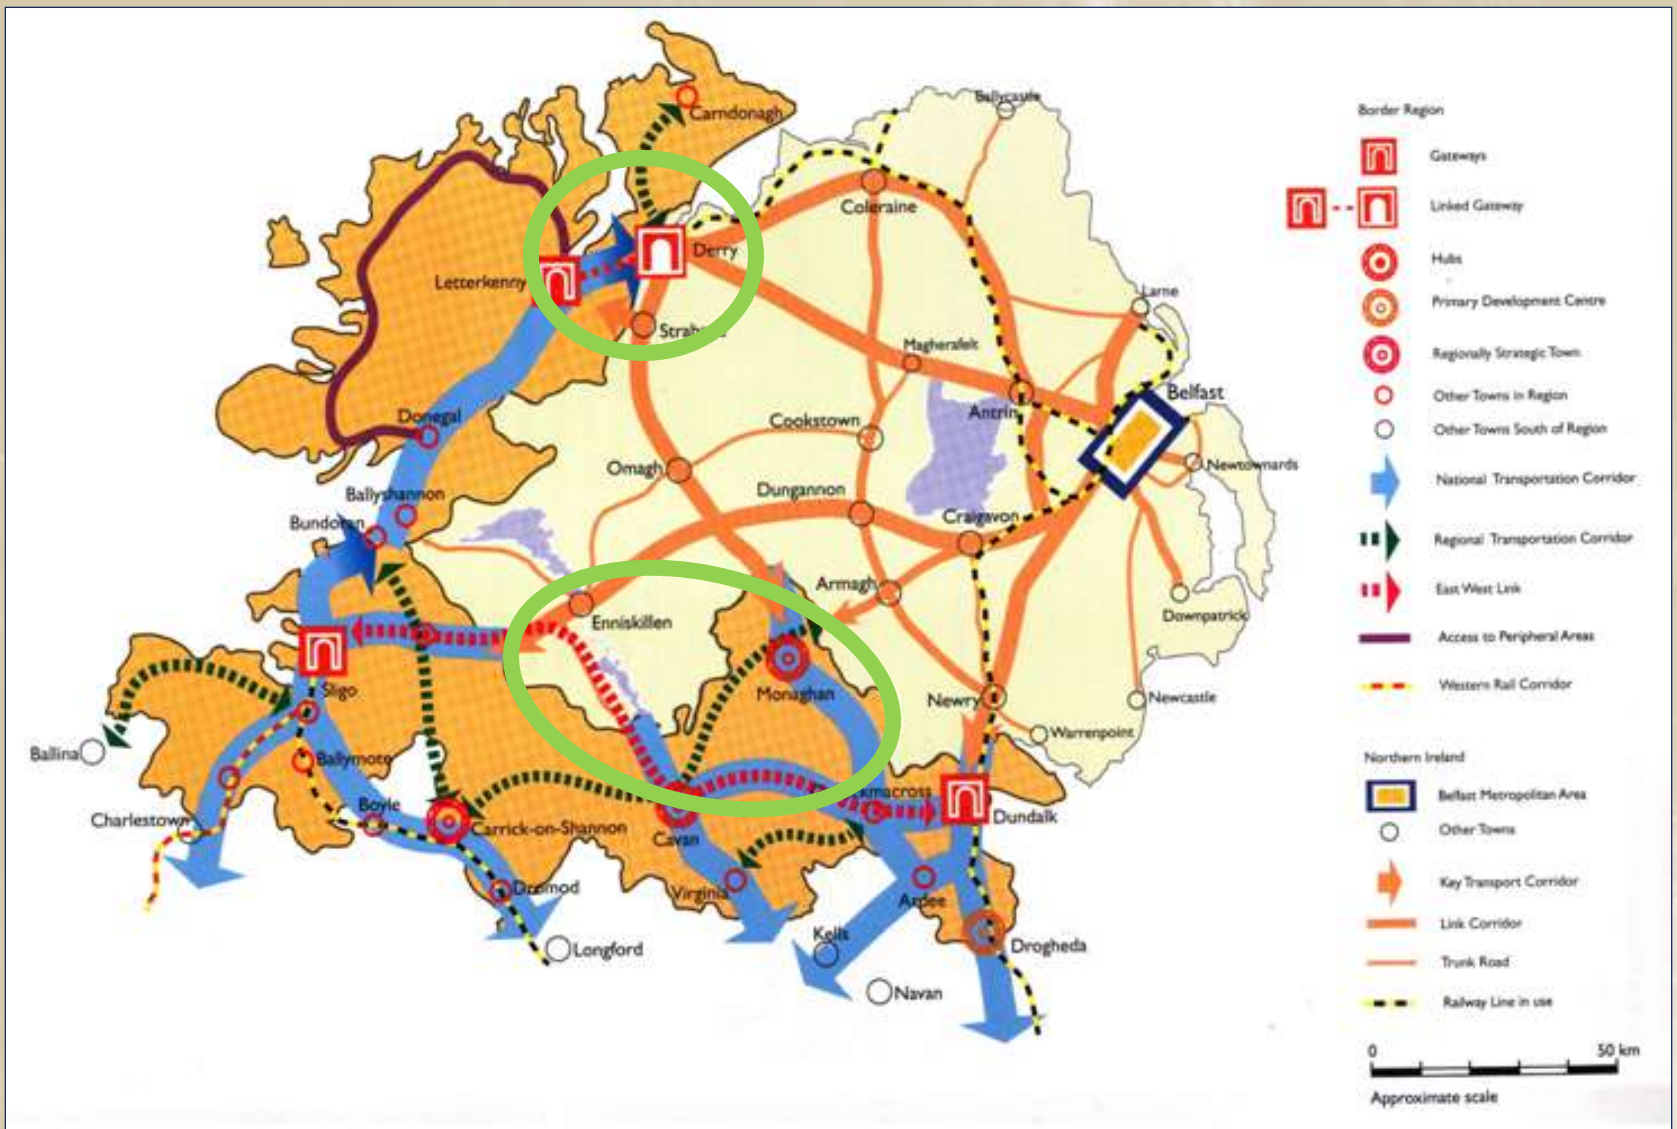 Carndonagh
Ballycastle
Coleraine
Derry
Letterkenny
Larne
Magherafelt
Belfast
Antrim
Donegal
Cookstown
Omagh
Newtownards
Dungannon
Ballyshannon
Bundoran
Craigavon
Armagh
Enniskillen
Downpatrick
Sligo
Monaghan
Newry
Newcastle
Warrenpoint
Ballina
Ballymote
Boyle
Charlestown
Carrick-on-Shannon
Cavan
Dundalk
Dromod
Virginia
Ardee
Kells
Longford
Drogheda
Navan
Border Region
Gateways
Linked Gateway
Hubs
Primary Development Centre
Regionally Strategic Town
Other Towns in Region
Other Towns South of Region
National Transportation Corridor
Regional Transportation Corridor
East West Link
Access to Peripheral Areas
Western Rail Corridor
Northern Ireland
Belfast Metropolitan Area
Other Towns
Key Transport Corridor
Link Corridor
Trunk Road
Railway Line in use
0 50 km
Approximate scale